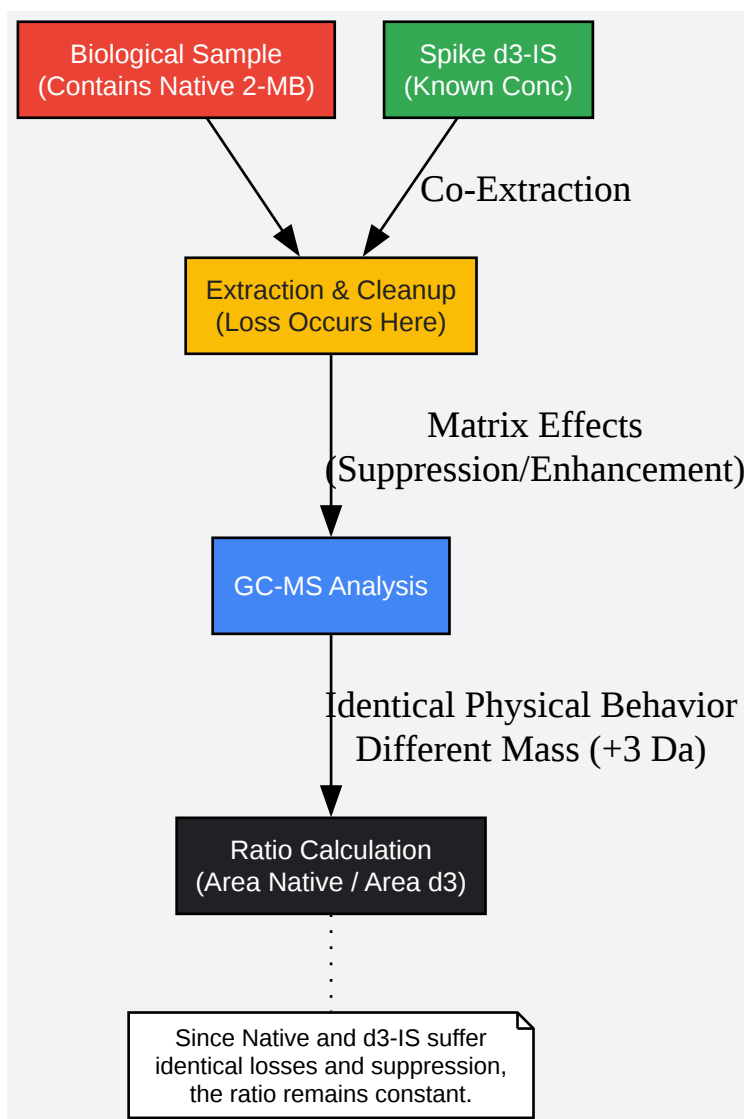 Biological Sample
(Contains Native 2-MB)
Spike d3-IS
(Known Conc)
Co-Extraction
Extraction & Cleanup
(Loss Occurs Here)
Matrix Effects
(Suppression/Enhancement)
GC-MS Analysis
Identical Physical Behavior
Different Mass (+3 Da)
Ratio Calculation
(Area Native / Area d3)
Since Native and d3-IS suffer
identical losses and suppression,
the ratio remains constant.